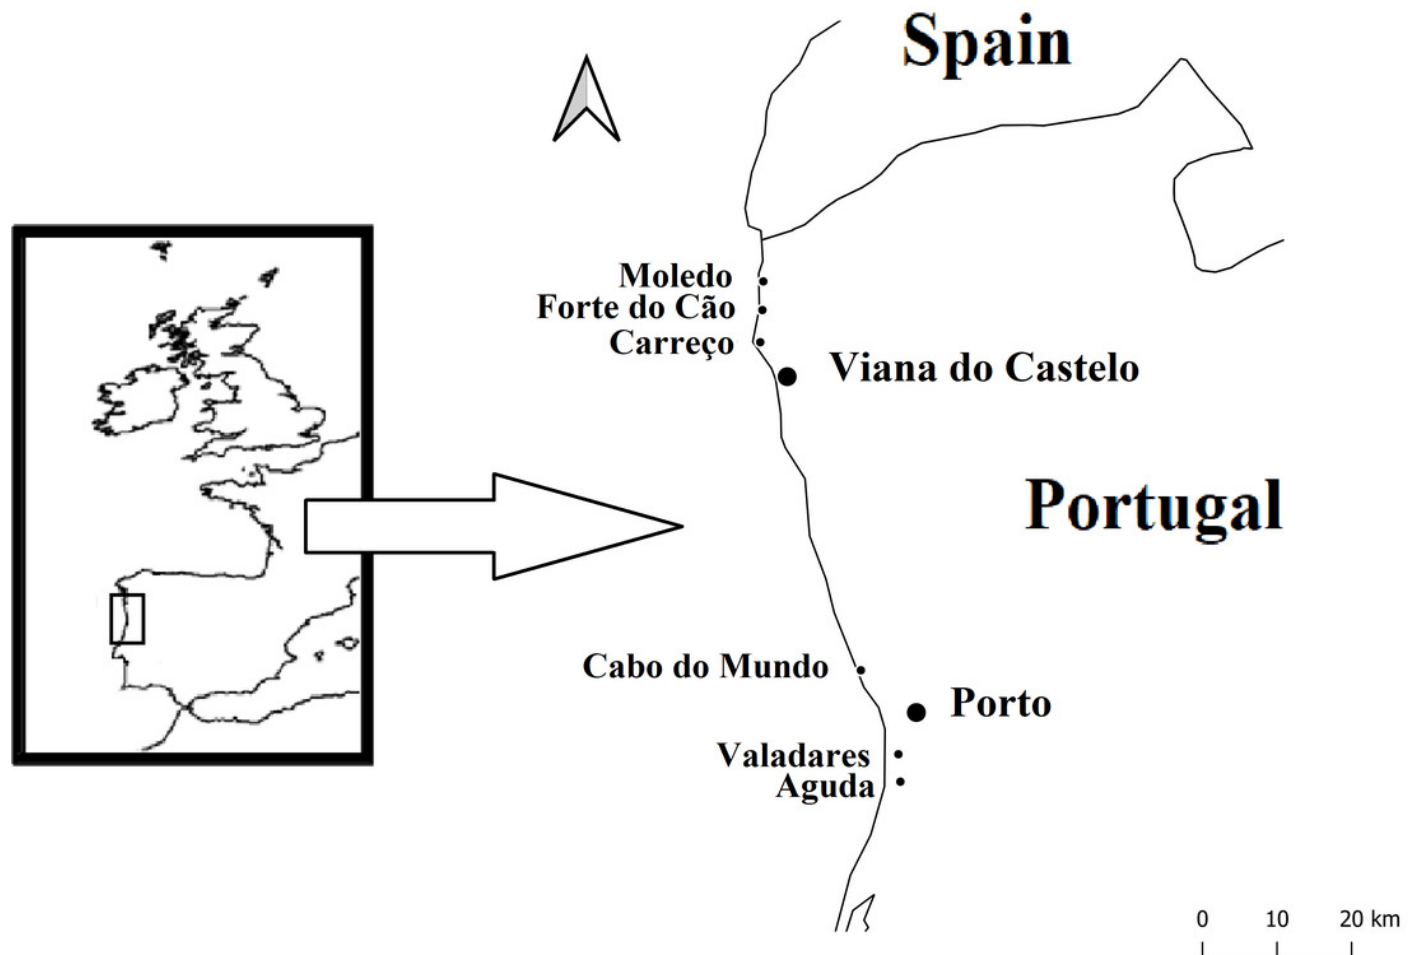 Spain
Moledo
Forte do Cão
Carreço
Viana do Castelo
Portugal
Cabo do Mundo
Porto
Valadares
Aguda
0 10 20 km